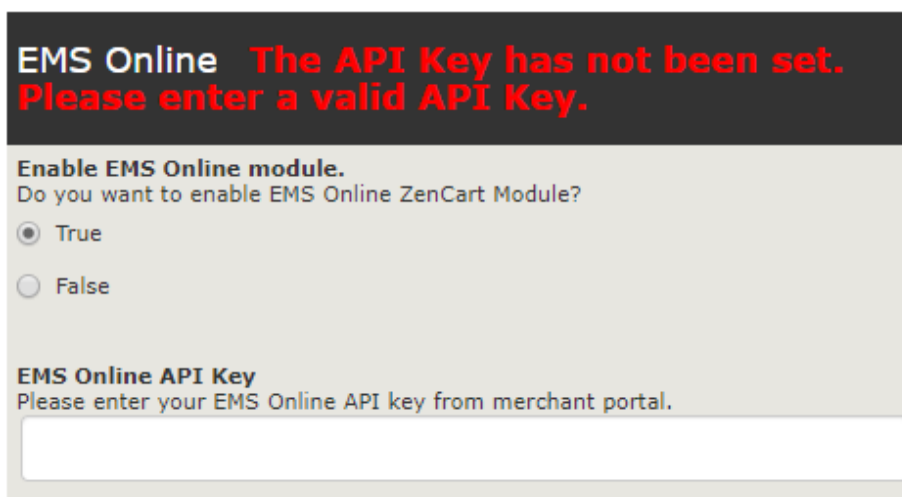 EMS Online The API Key has not been set.
Please enter a valid API Key.
Enable EMS Online module.
Do you want to enable EMS Online ZenCart Module?
True
False
EMS Online API Key
Please enter your EMS Online API key from merchant portal.